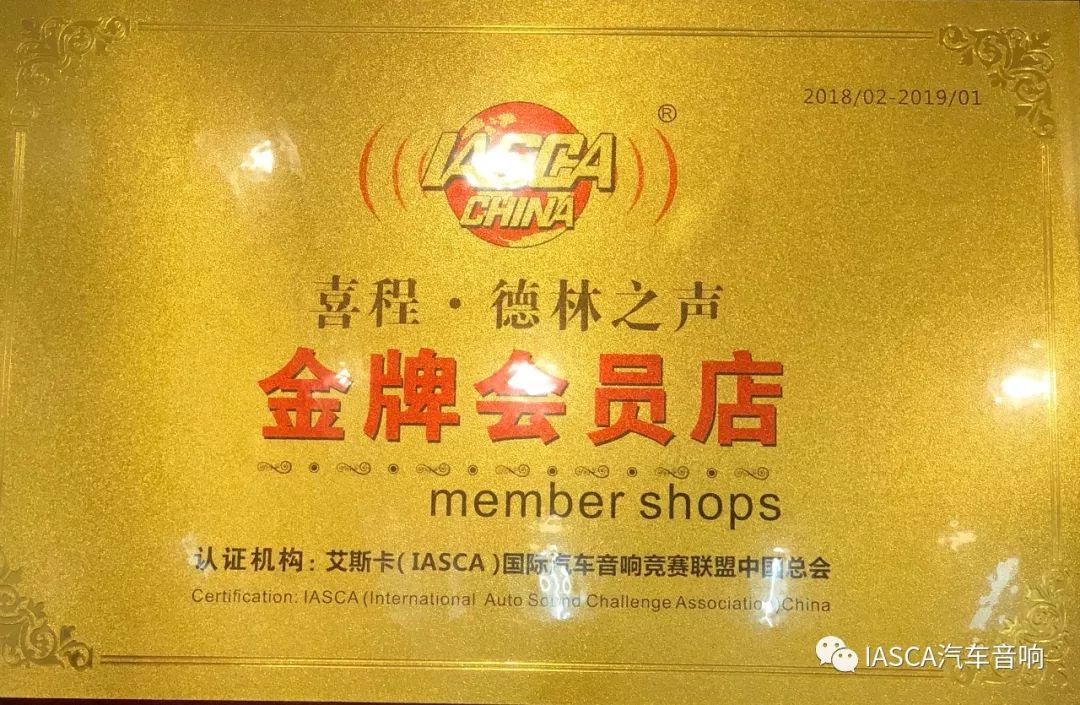 2018/02-2019/01
®
IASCA
CHINA
喜程·德林之声
金牌会员店
member shops
认证机构：艾斯卡(IASCA)国际汽车音响竞赛联盟中国总会
Certification: IASCA (International Auto Sound Challenge Association)China
IASCA汽车音响